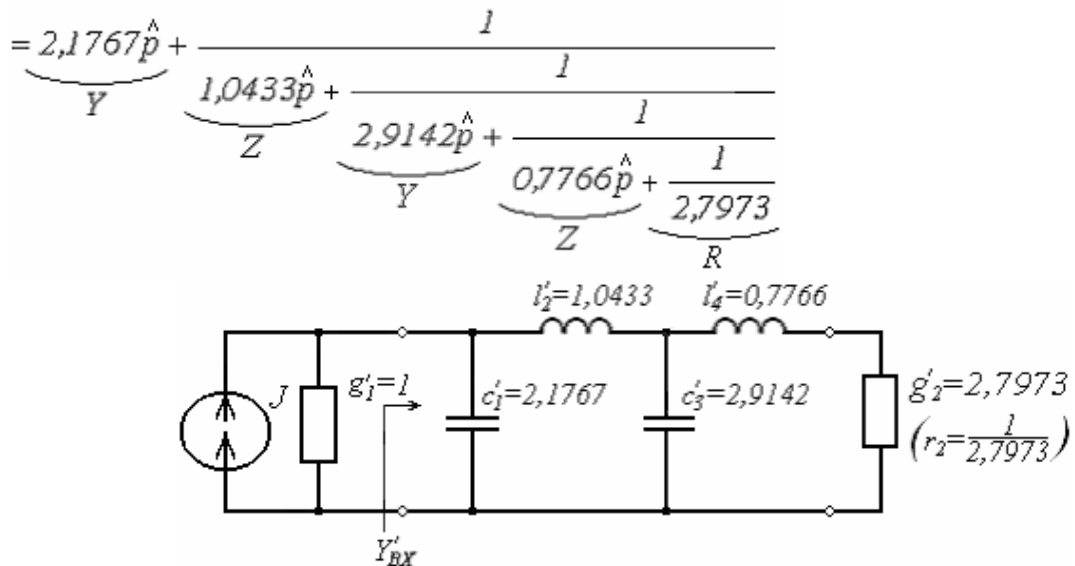 = 2,1767p̂ + 1
Y
1,0433p̂ + 1
Z
2,9142p̂ + 1
Y
0,7766p̂ + 1
2,7973
Z
R
l'2=1,0433 l'4=0,7766
J g'1=1 c'1=2,1767 c'3=2,9142 g'2=2,7973
(r2= 1/2,7973)
Y'BX